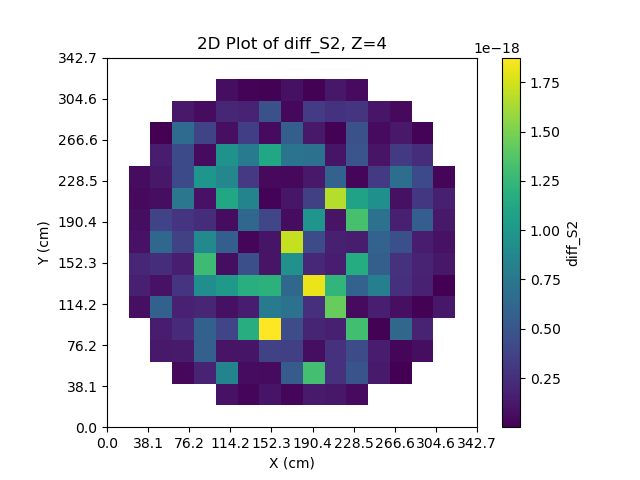 2D Plot of diff_S2, Z=4
1e−18
342.7
304.6
266.6
228.5
190.4
152.3
114.2
76.2
38.1
0.0
Y (cm)
0.0 38.1 76.2 114.2 152.3 190.4 228.5 266.6 304.6 342.7
X (cm)
1.75
1.50
1.25
1.00
0.75
0.50
0.25
diff_S2